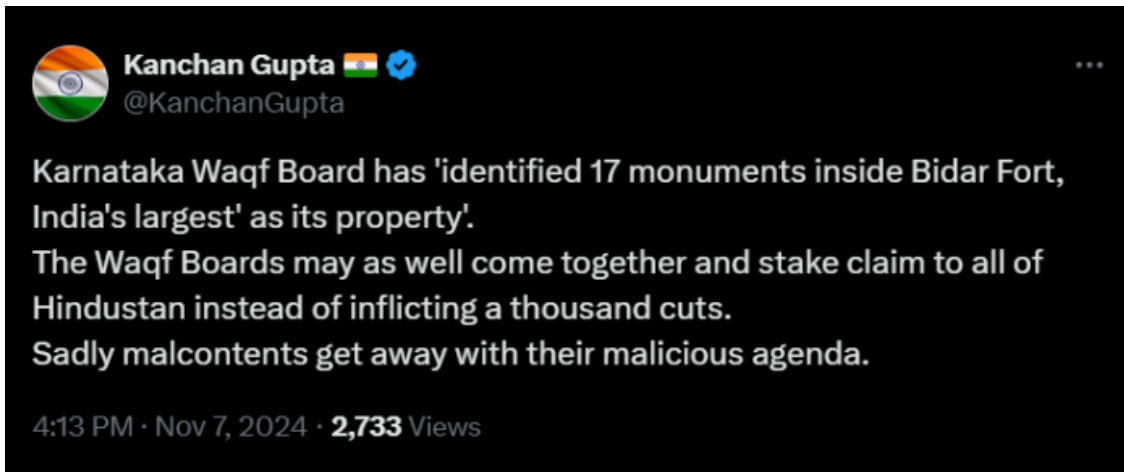 Kanchan Gupta
@KanchanGupta
Karnataka Waqf Board has 'identified 17 monuments inside Bidar Fort,
India's largest' as its property'.
The Waqf Boards may as well come together and stake claim to all of
Hindustan instead of inflicting a thousand cuts.
Sadly malcontents get away with their malicious agenda.
4:13 PM · Nov 7, 2024 · 2,733 Views